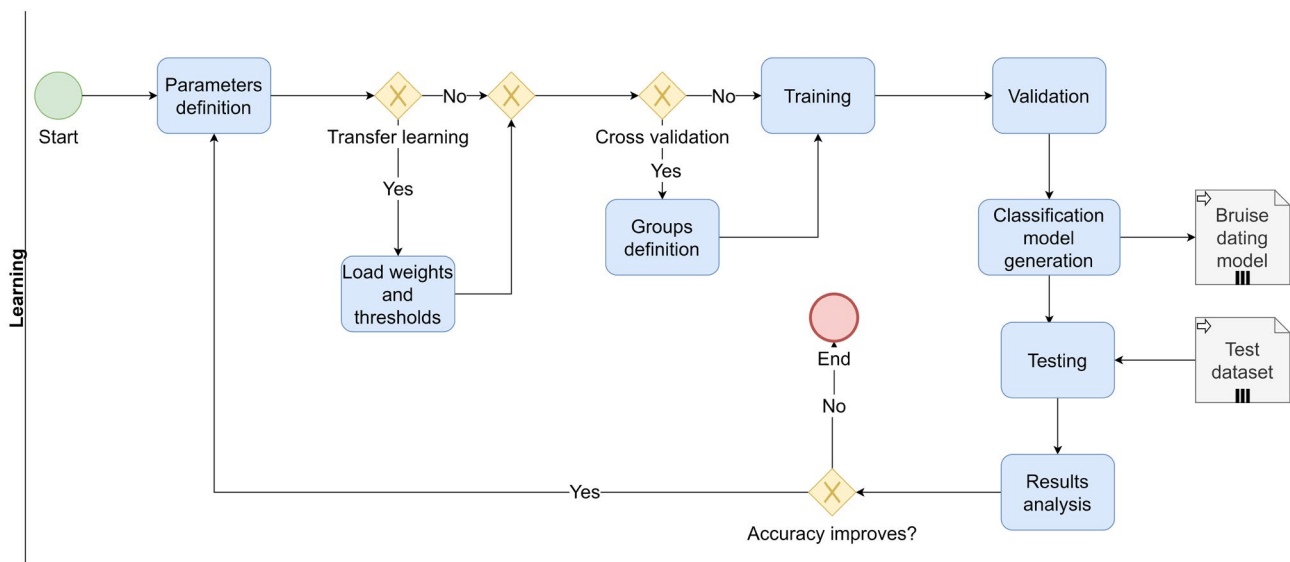 Learning
Start
Parameters
definition
Transfer learning
No
Yes
Load weights
and
thresholds
Cross validation
No
Yes
Groups
definition
Training
Validation
Classification
model
generation
Bruise
dating
model
Testing
Test
dataset
Results
analysis
Accuracy improves?
No
End
Yes